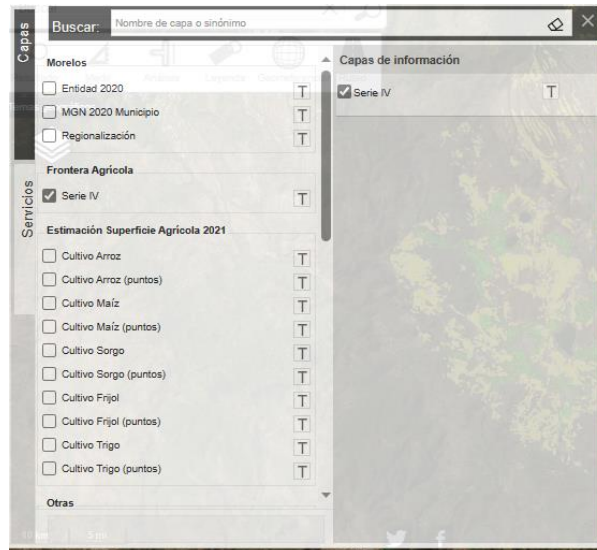 Capas
Servicios
Buscar:
Nombre de capa o sinónimo
Morelos
Entidad 2020 T
MGN 2020 Municipio T
Regionalización T
Frontera Agrícola
Serie IV T
Estimación Superficie Agrícola 2021
Cultivo Arroz T
Cultivo Arroz (puntos) T
Cultivo Maíz T
Cultivo Maíz (puntos) T
Cultivo Sorgo T
Cultivo Sorgo (puntos) T
Cultivo Frijol T
Cultivo Frijol (puntos) T
Cultivo Trigo T
Cultivo Trigo (puntos) T
Otras
Capas de información
Serie IV T